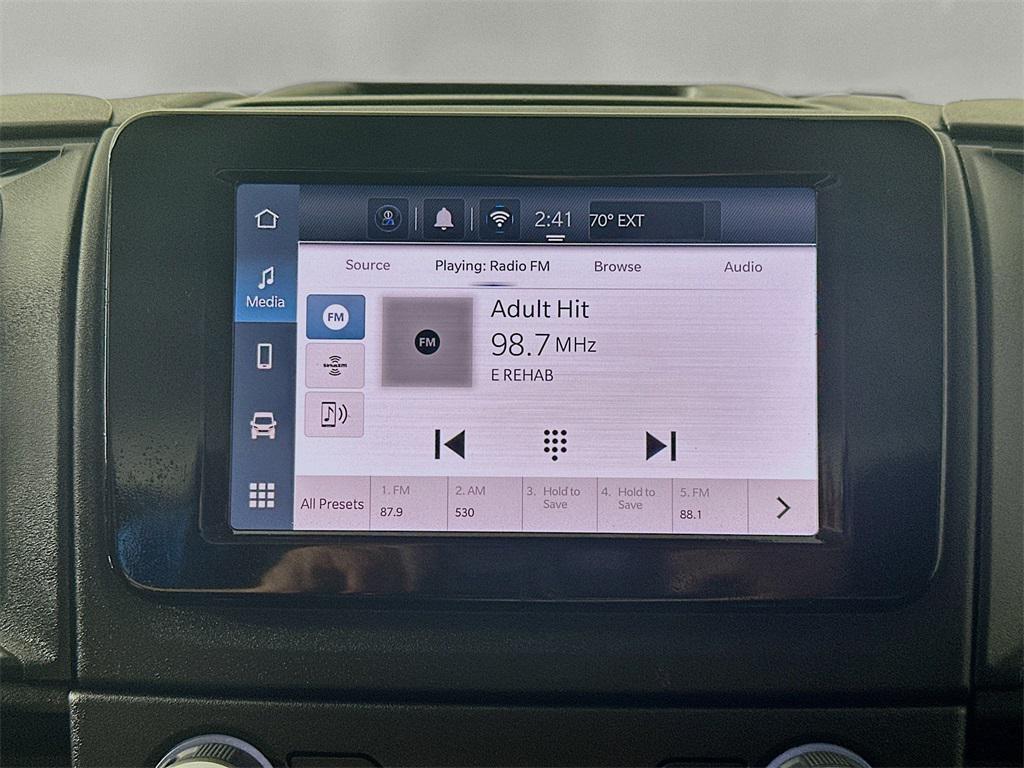 2:41 70° EXT
Source Playing: Radio FM Browse Audio
Media
FM
FM
Adult Hit
98.7 MHz
E REHAB
SiriusXM
All Presets
1. FM
87.9
2. AM
530
3. Hold to
Save
4. Hold to
Save
5. FM
88.1